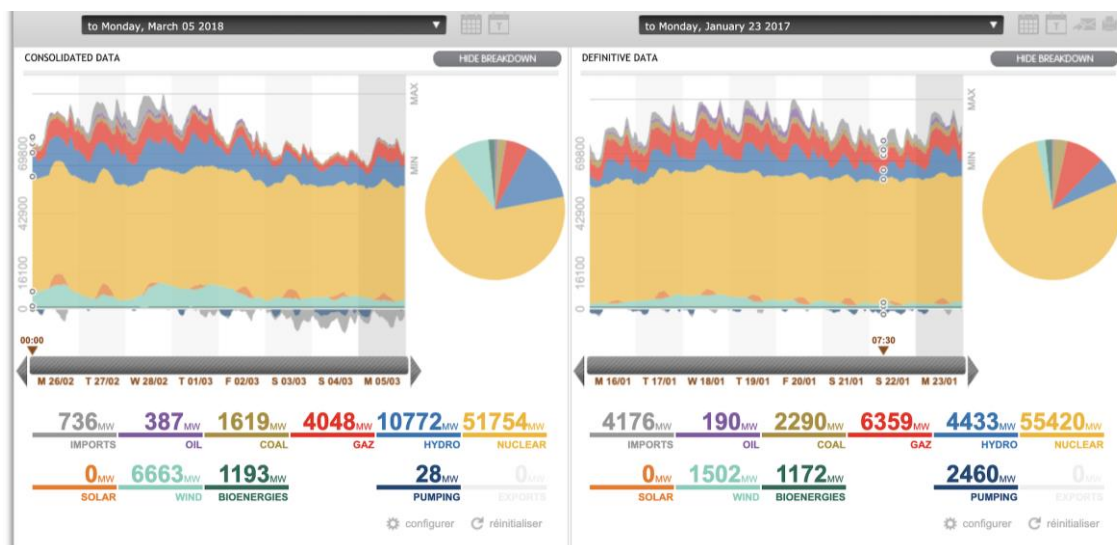 to Monday, March 05 2018
CONSOLIDATED DATA
HIDE BREAKDOWN
MAX
MIN
69800
42900
16100
0
00:00
M 26/02 T 27/02 W 28/02 T 01/03 F 02/03 S 03/03 S 04/03 M 05/03
736MW 387MW 1619MW 4048MW 10772MW 51754MW
IMPORTS OIL COAL GAZ HYDRO NUCLEAR
0MW 6663MW 1193MW 28MW 0MW
SOLAR WIND BIOENERGIES PUMPING EXPORTS
configurer réinitialiser
to Monday, January 23 2017
DEFINITIVE DATA
HIDE BREAKDOWN
MAX
MIN
69800
42900
16100
0
07:30
M 16/01 T 17/01 W 18/01 T 19/01 F 20/01 S 21/01 S 22/01 M 23/01
4176MW 190MW 2290MW 6359MW 4433MW 55420MW
IMPORTS OIL COAL GAZ HYDRO NUCLEAR
0MW 1502MW 1172MW 2460MW 0MW
SOLAR WIND BIOENERGIES PUMPING EXPORTS
configurer réinitialiser